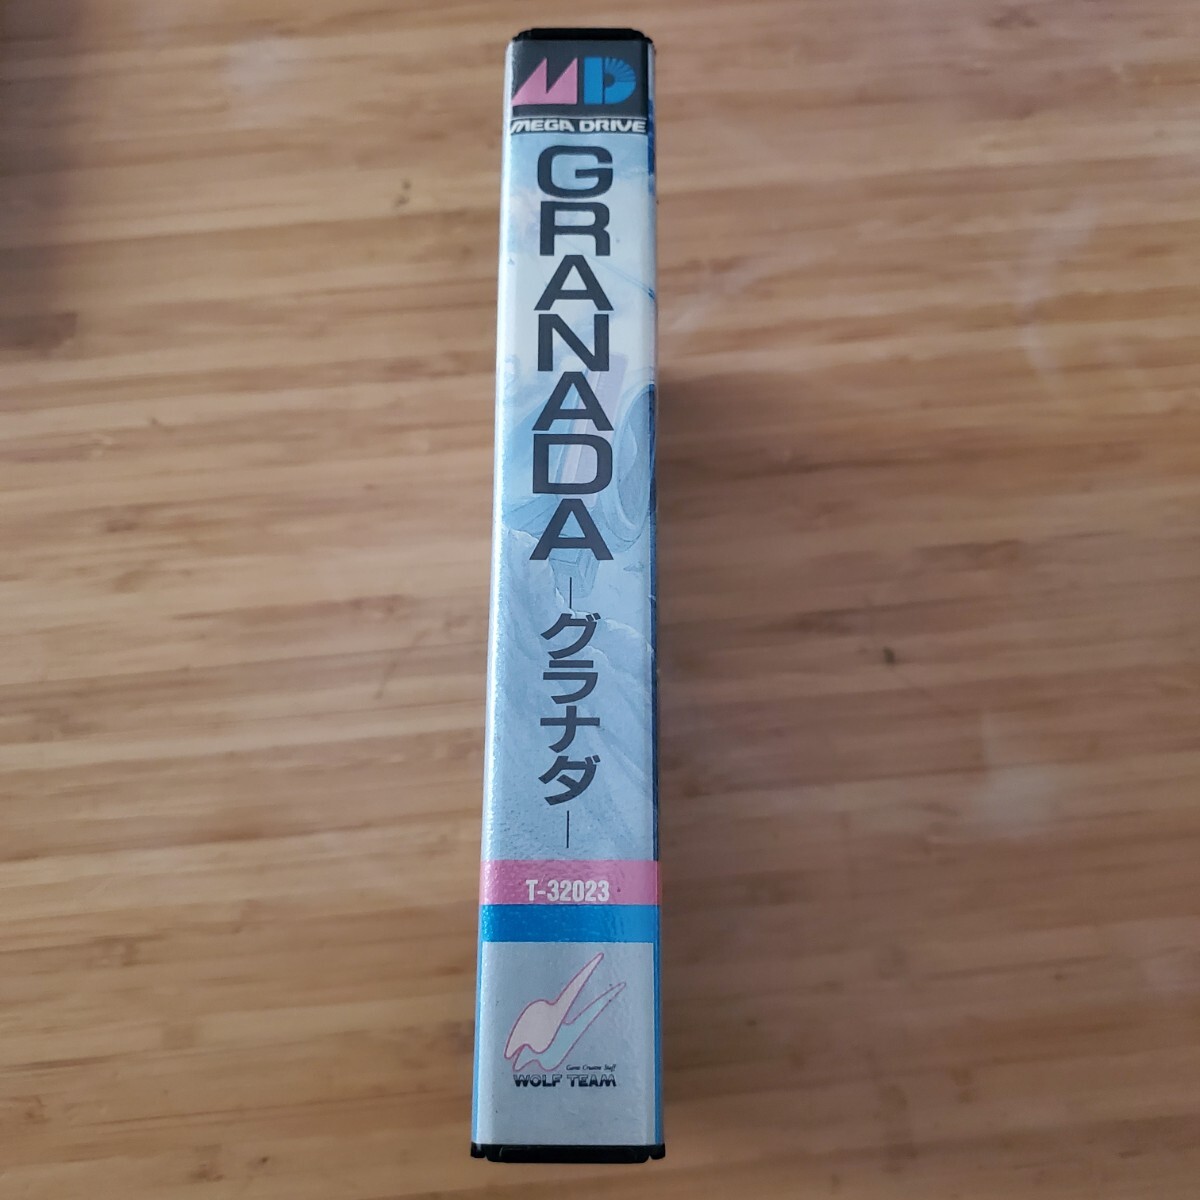 MD
MEGA DRIVE
GRANADA
―グラナダ―
T-32023
Game Creative Staff
WOLF TEAM